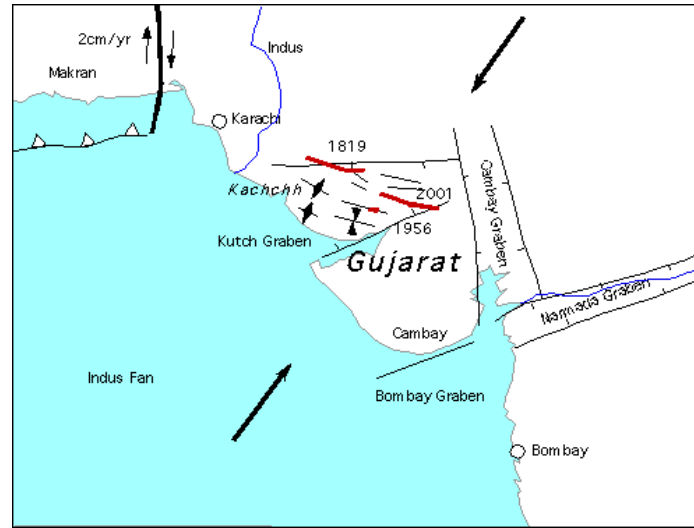 2cm/yr
Indus
Makran
Karachi
1819
Kachchh
2001
Cambay Graben
1956
Kutch Graben
Gujarat
Narmada Graben
Cambay
Indus Fan
Bombay Graben
Bombay